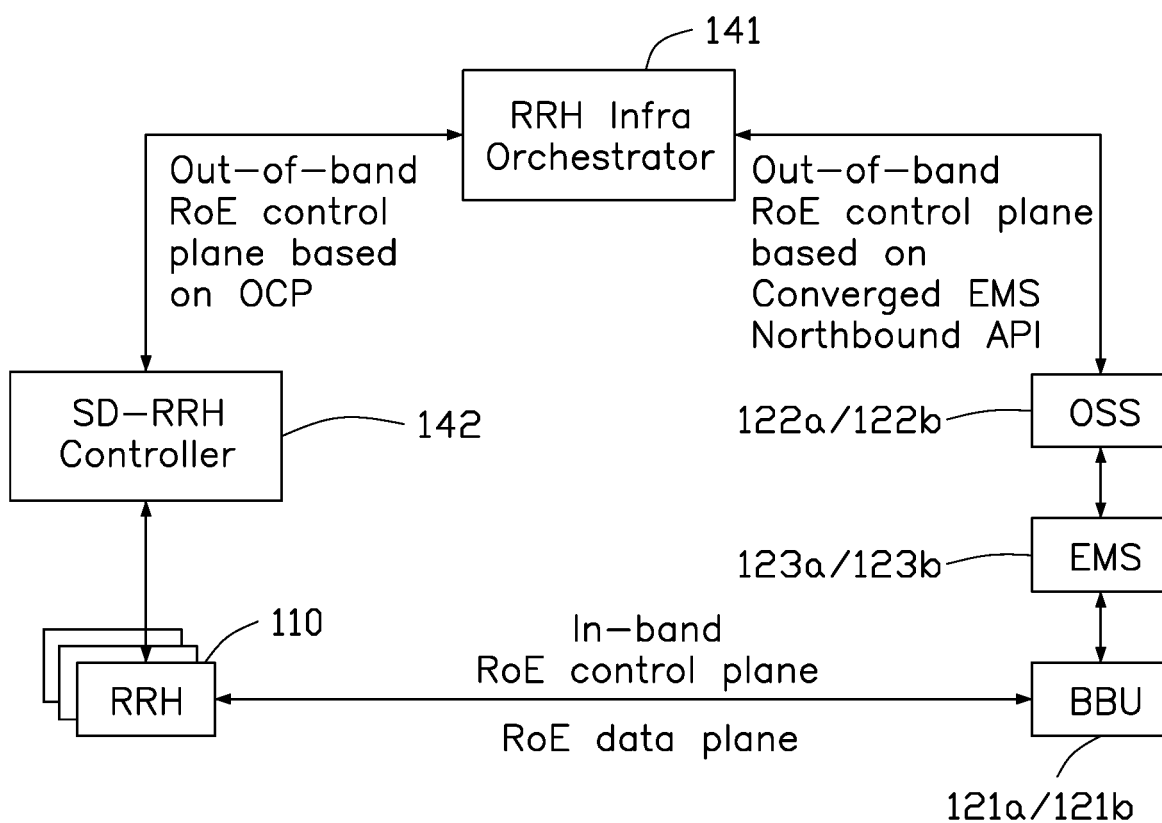 141
RRH Infra
Orchestrator
Out-of-band
RoE control
plane based
on OCP
Out-of-band
RoE control plane
based on
Converged EMS
Northbound API
SD-RRH
Controller
142
122a/122b
OSS
123a/123b
EMS
110
RRH
In-band
RoE control plane
RoE data plane
BBU
121a/121b